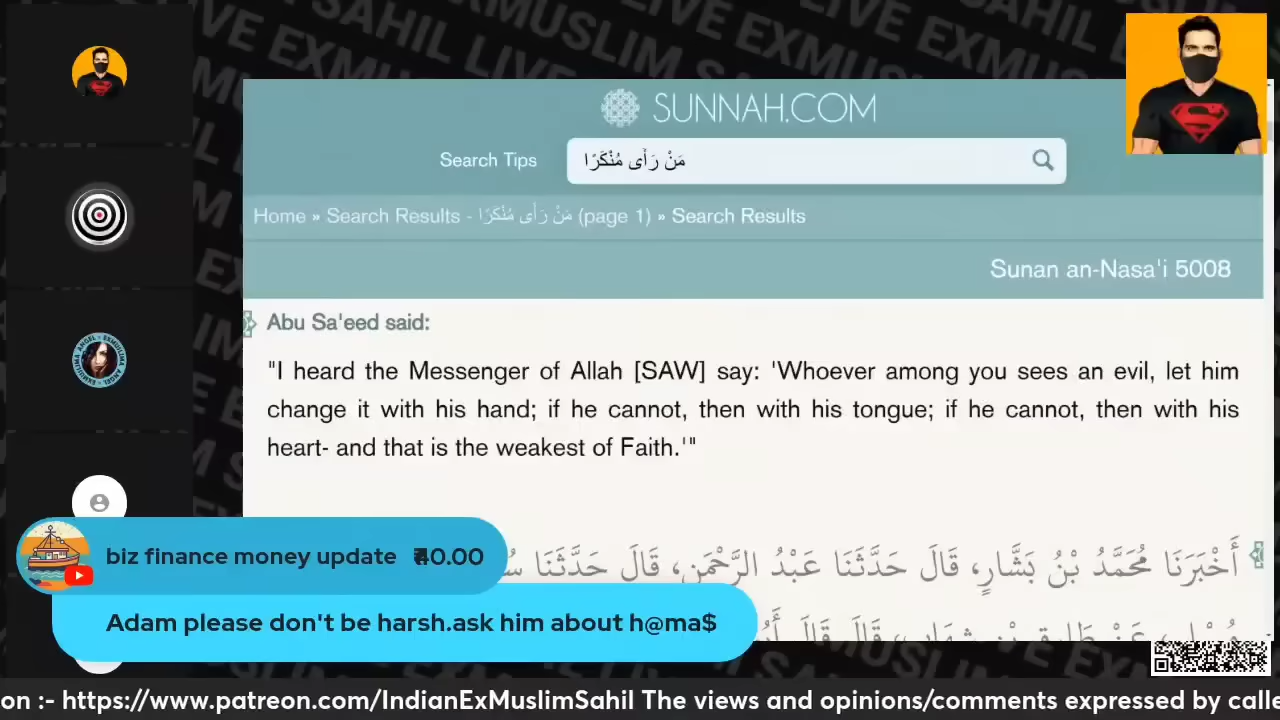 SUNNAH.COM
Search Tips
مَنْ رَأَى مُنْكَرًا
Home » Search Results - مَنْ رَأَى مُنْكَرًا (page 1) » Search Results
Sunan an-Nasa'i 5008
Abu Sa'eed said:
"I heard the Messenger of Allah [SAW] say: 'Whoever among you sees an evil, let him
change it with his hand; if he cannot, then with his tongue; if he cannot, then with his
heart- and that is the weakest of Faith.'"
أَخْبَرَنَا مُحَمَّدُ بْنُ بَشَّارٍ، قَالَ حَدَّثَنَا عَبْدُ الرَّحْمَنِ، قَالَ حَدَّثَنَا
biz finance money update 40.00
Adam please don't be harsh.ask him about h@ma$
on :- https://www.patreon.com/IndianExMuslimSahil The views and opinions/comments expressed by calle